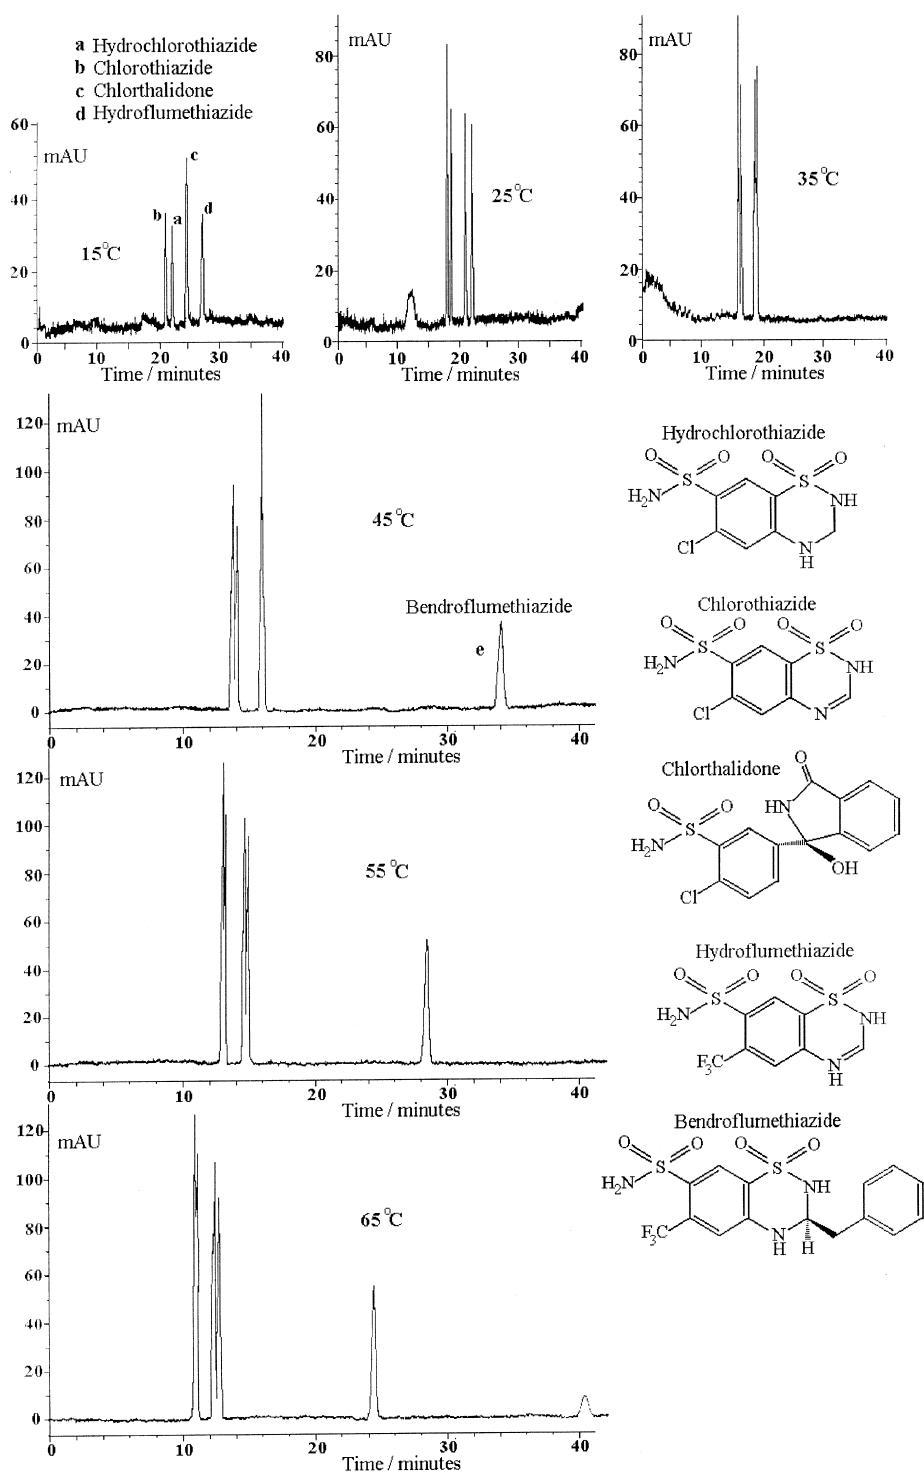 a Hydrochlorothiazide
b Chlorothiazide
c Chlorthalidone
d Hydroflumethiazide
60
40
20
0
mAU
b
a
c
d
15°C
0 10 20 30 40
Time / minutes
80
60
40
20
0
mAU
25°C
0 10 20 30 40
Time / minutes
80
60
40
20
0
mAU
35°C
0 10 20 30 40
Time / minutes
120
100
80
60
40
20
0
mAU
45°C
Bendroflumethiazide
e
0 10 20 30 40
Time / minutes
120
100
80
60
40
20
0
mAU
55°C
0 10 20 30 40
Time / minutes
120
100
80
60
40
20
0
mAU
65°C
0 10 20 30 40
Time / minutes
Hydrochlorothiazide
O O O O
S S
H₂N NH
Cl N
H
Chlorothiazide
O O O O
S S
H₂N NH
Cl N
Chlorthalidone
O
O O HN
S
H₂N OH
Cl
Hydroflumethiazide
O O O O
S S
H₂N NH
F₃C N
H
Bendroflumethiazide
O O O O
S S
H₂N NH
F₃C N H
H